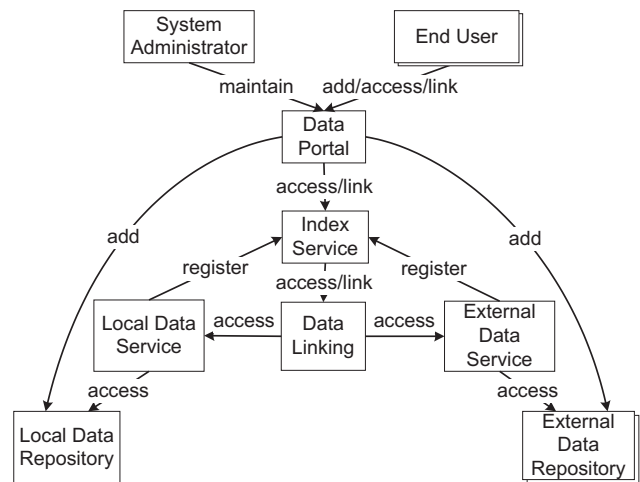 System
Administrator
End User
maintain
add/access/link
Data
Portal
access/link
add
add
Index
Service
register
register
access/link
Local Data
Service
access
Data
Linking
access
External
Data
Service
access
access
Local Data
Repository
External
Data
Repository